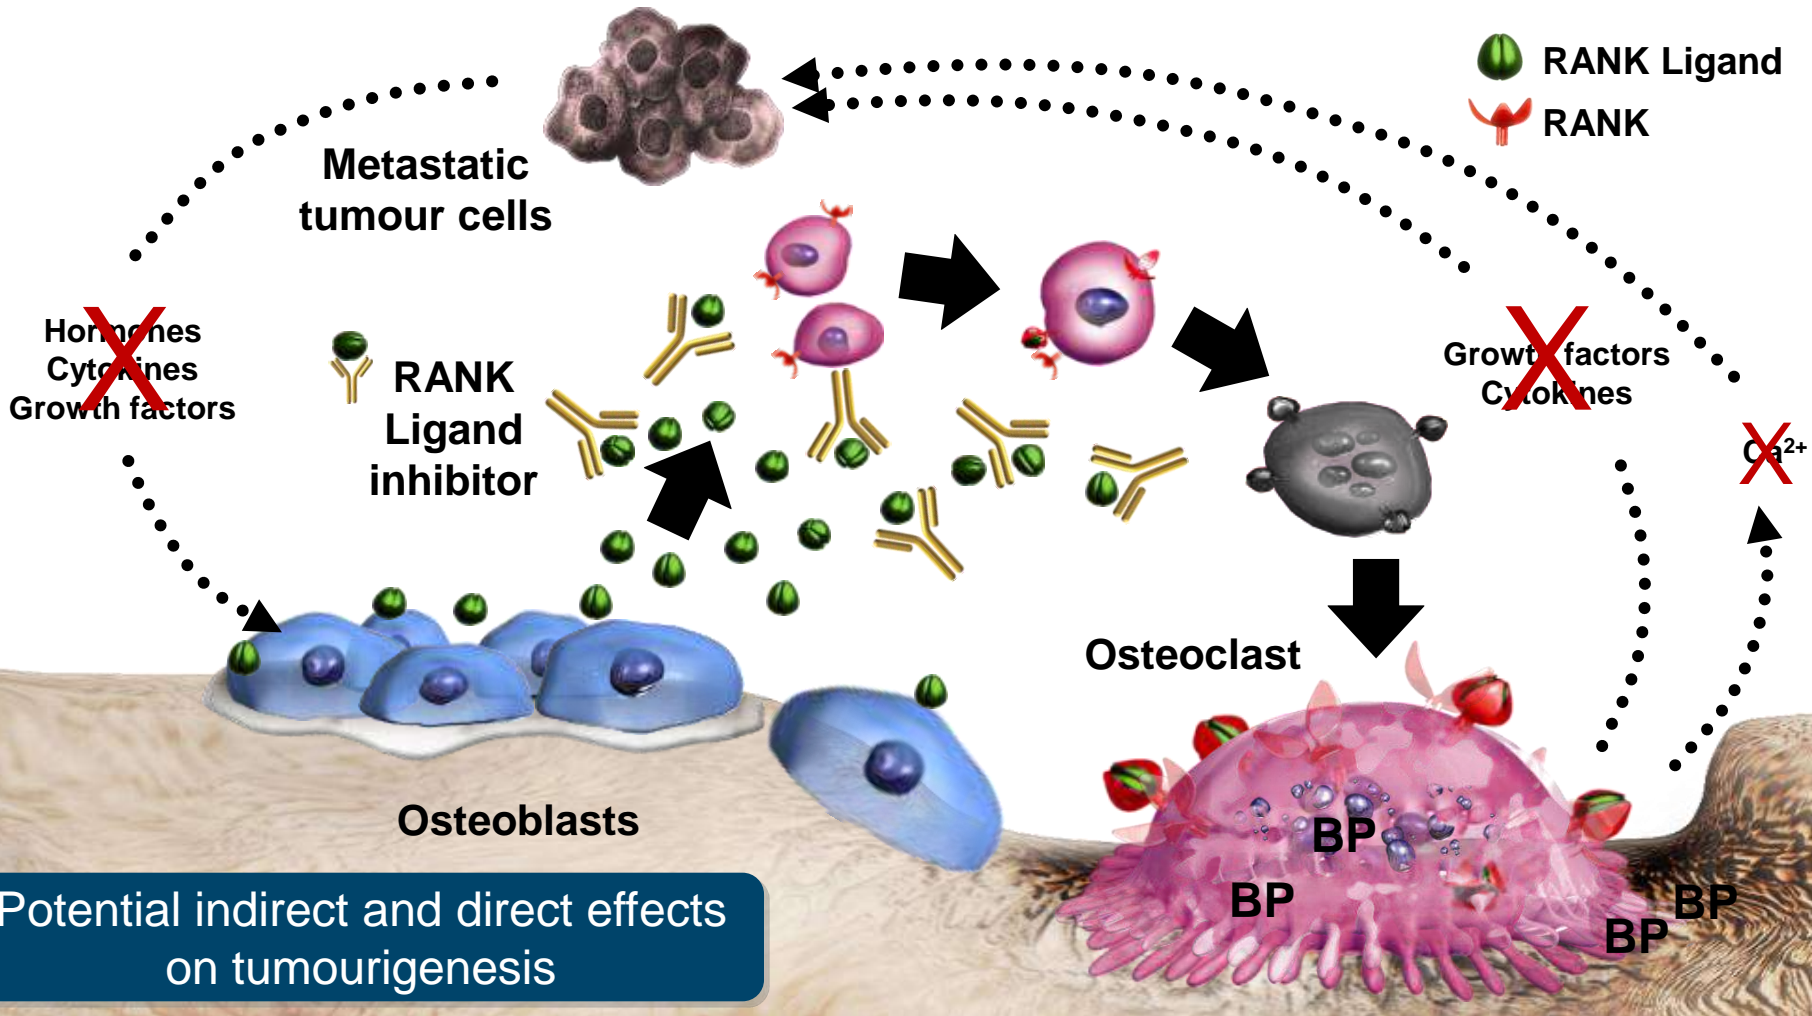 RANK Ligand
RANK
Metastatic
tumour cells
Hormones
Cytokines
Growth factors
X
RANK
Ligand
inhibitor
Growth factors
Cytokines
X
Ca²⁺
X
Osteoclast
Osteoblasts
BP
BP
BP
BP
Potential indirect and direct effects
on tumourigenesis